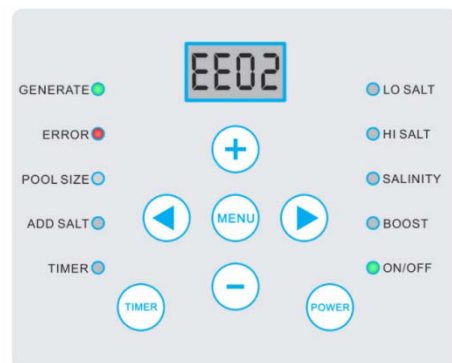 EE02
GENERATE
LO SALT
ERROR
HI SALT
POOL SIZE
SALINITY
MENU
ADD SALT
BOOST
TIMER
ON/OFF
TIMER
POWER